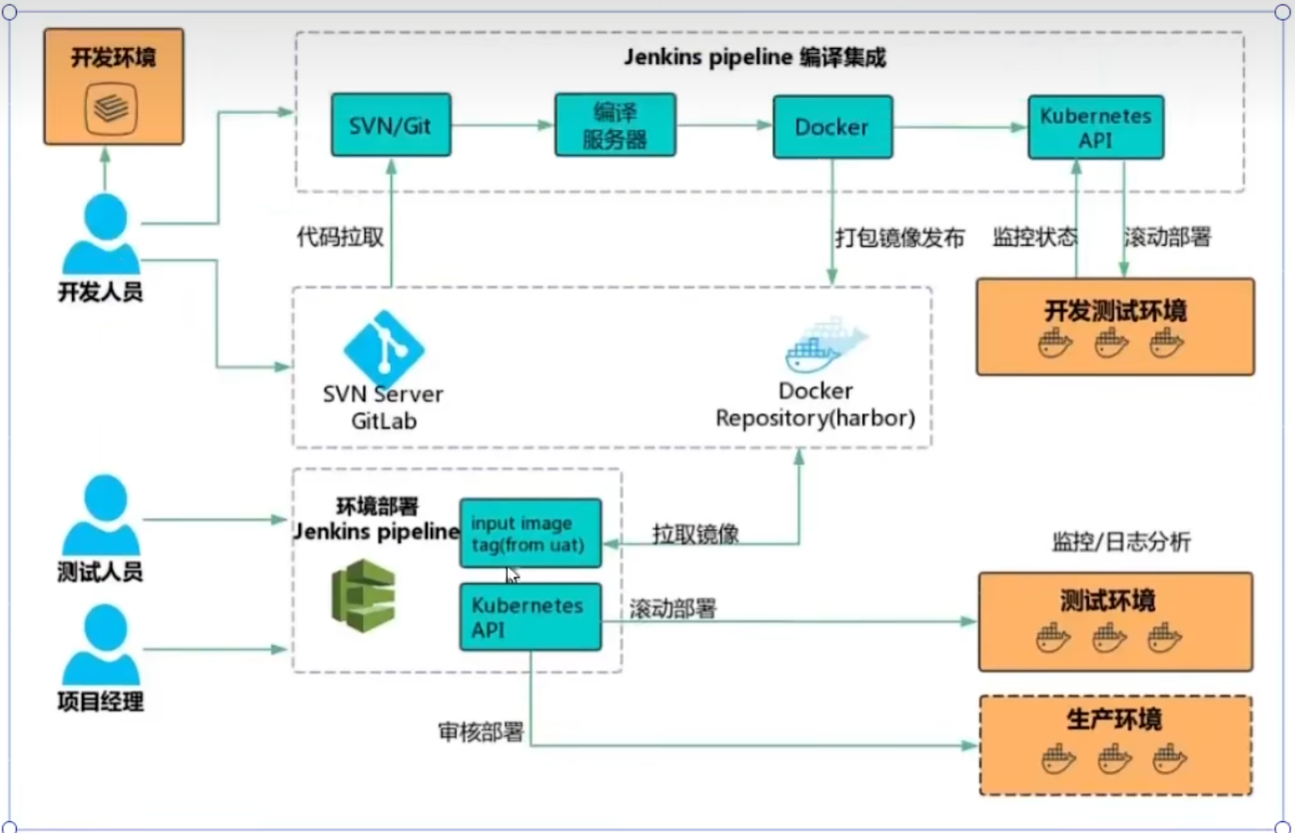 开发环境
Jenkins pipeline 编译集成
SVN/Git
编译
服务器
Docker
Kubernetes
API
代码拉取
打包镜像发布
监控状态
滚动部署
开发人员
开发测试环境
SVN Server
GitLab
Docker
Repository(harbor)
环境部署
Jenkins pipeline
input image
tag(from uat)
拉取镜像
监控/日志分析
测试人员
Kubernetes
API
滚动部署
测试环境
项目经理
审核部署
生产环境